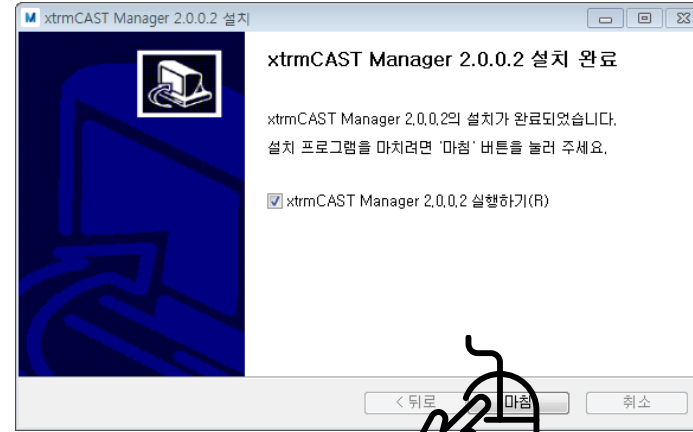 M xtrmCAST Manager 2.0.0.2 설치
xtrmCAST Manager 2.0.0.2 설치 완료
xtrmCAST Manager 2.0.0.2의 설치가 완료되었습니다.
설치 프로그램을 마치려면 '마침' 버튼을 눌러 주세요.
xtrmCAST Manager 2.0.0.2 실행하기(R)
< 뒤로 마침 취소